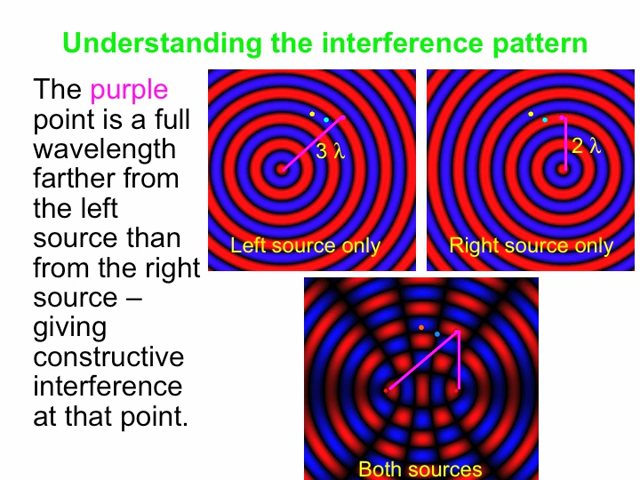 Understanding the interference pattern
The purple
point is a full
wavelength
farther from
the left
source than
from the right
source –
giving
constructive
interference
at that point.
3 λ
Left source only
2 λ
Right source only
Both sources